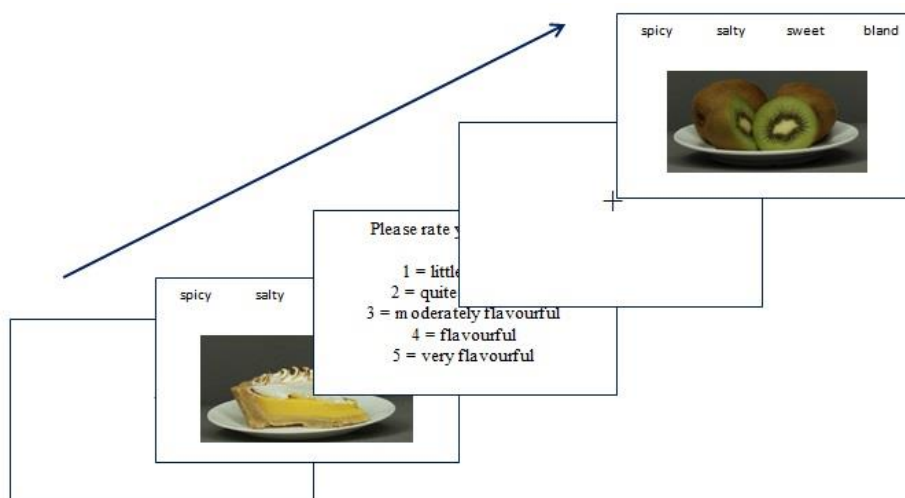 spicy salty sweet bland
Please rate
1 = little
2 = quite
3 = moderately flavourful
4 = flavourful
5 = very flavourful
spicy salty